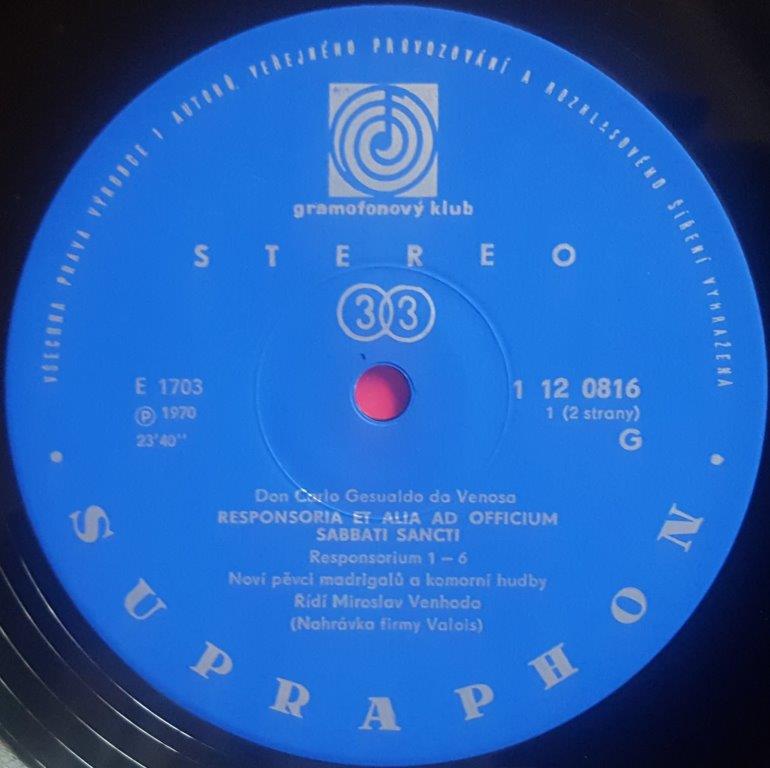 VŠECHNA PRÁVA VÝROBCE I AUTORŮ, VEŘEJNÉHO PROVOZOVÁNÍ A ROZHLASOVÉHO ŠÍŘENÍ VYHRAŽENA
gramofonový klub
STEREO
33
E 1703
1 12 0816
Ⓟ 1970
1 (2 strany)
23'40''
G
Don Carlo Gesualdo da Venosa
RESPONSORIA ET ALIA AD OFFICIUM
SABBATI SANCTI
Responsorium 1 – 6
Noví pěvci madrigalů a komorní hudby
Řídí Miroslav Venhoda
(Nahrávka firmy Valois)
• SUPRAPHON •